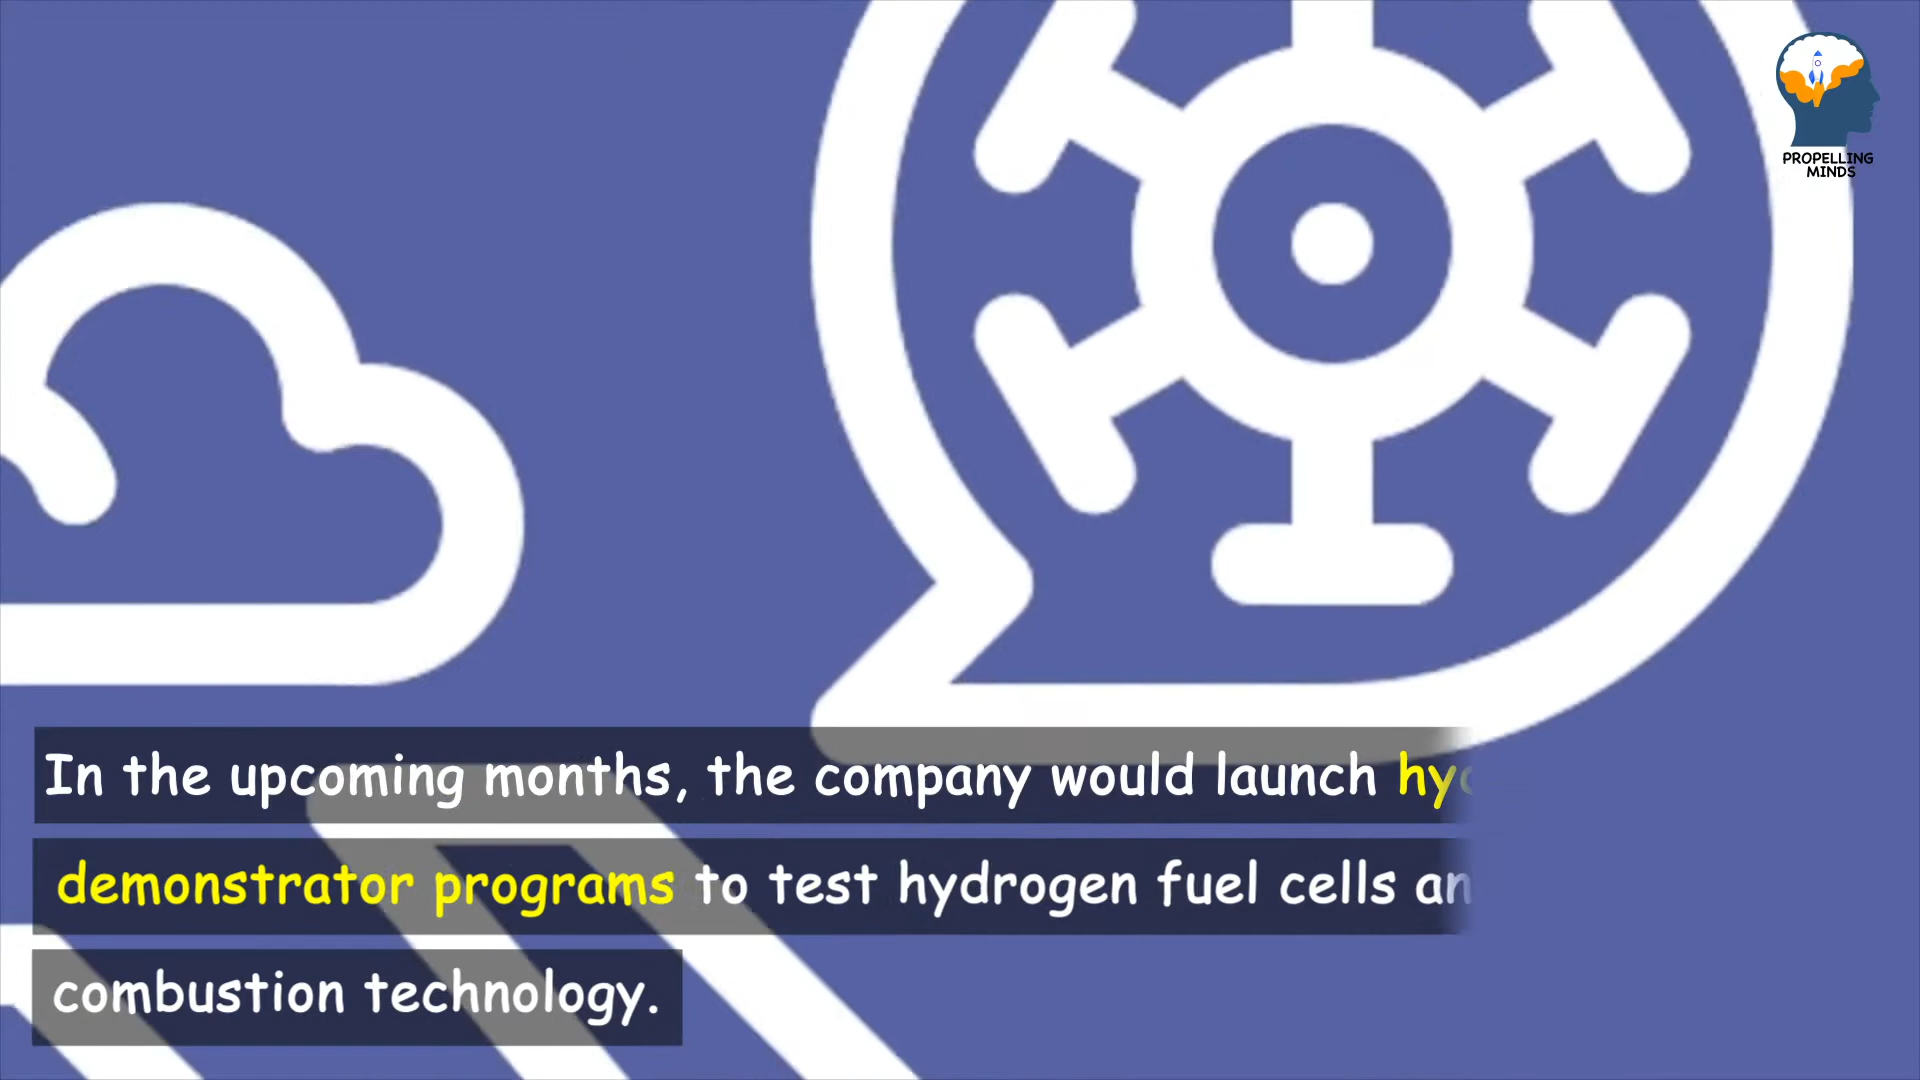 PROPELLING
MINDS
In the upcoming months, the company would launch
demonstrator programs to test hydrogen fuel cells
combustion technology.